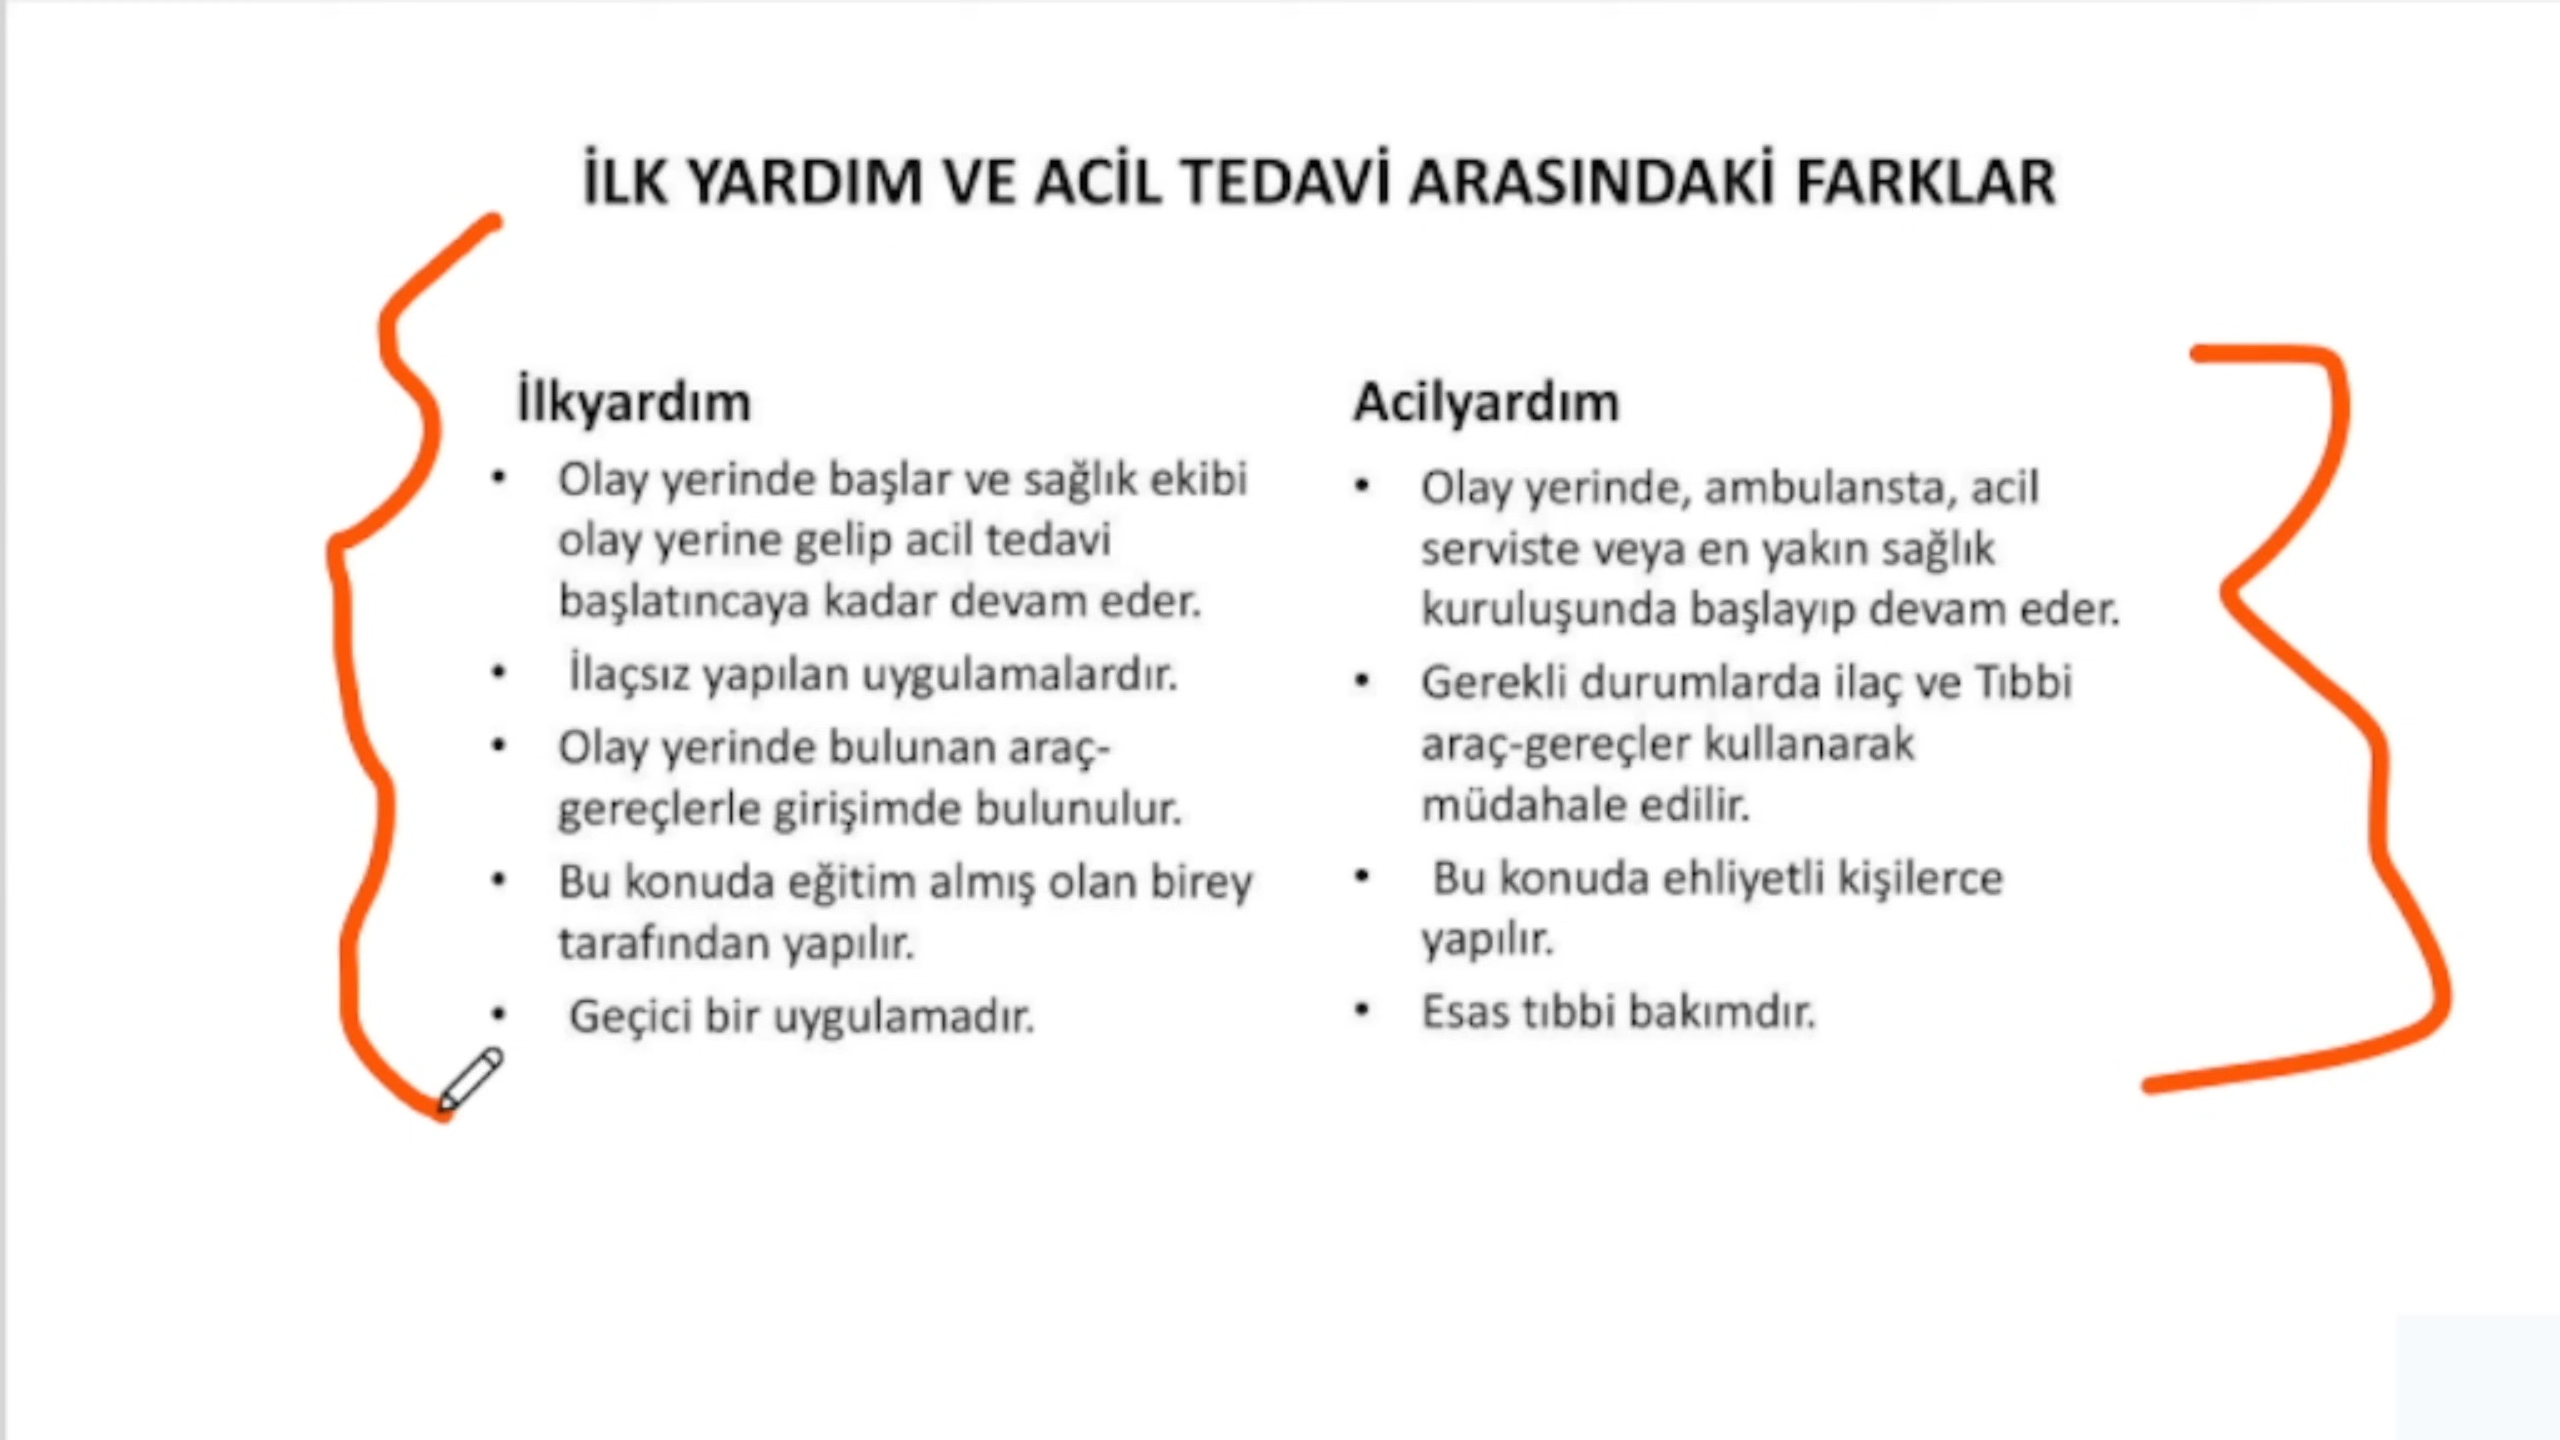 İLK YARDIM VE ACİL TEDAVİ ARASINDAKİ FARKLAR
İlkyardım
• Olay yerinde başlar ve sağlık ekibi
olay yerine gelip acil tedavi
başlatıncaya kadar devam eder.
• İlaçsız yapılan uygulamalardır.
• Olay yerinde bulunan araç-
gereçlerle girişimde bulunulur.
• Bu konuda eğitim almış olan birey
tarafından yapılır.
• Geçici bir uygulamadır.
Acilyardım
• Olay yerinde, ambulansta, acil
serviste veya en yakın sağlık
kuruluşunda başlayıp devam eder.
• Gerekli durumlarda ilaç ve Tıbbi
araç-gereçler kullanarak
müdahale edilir.
• Bu konuda ehliyetli kişilerce
yapılır.
• Esas tıbbi bakımdır.